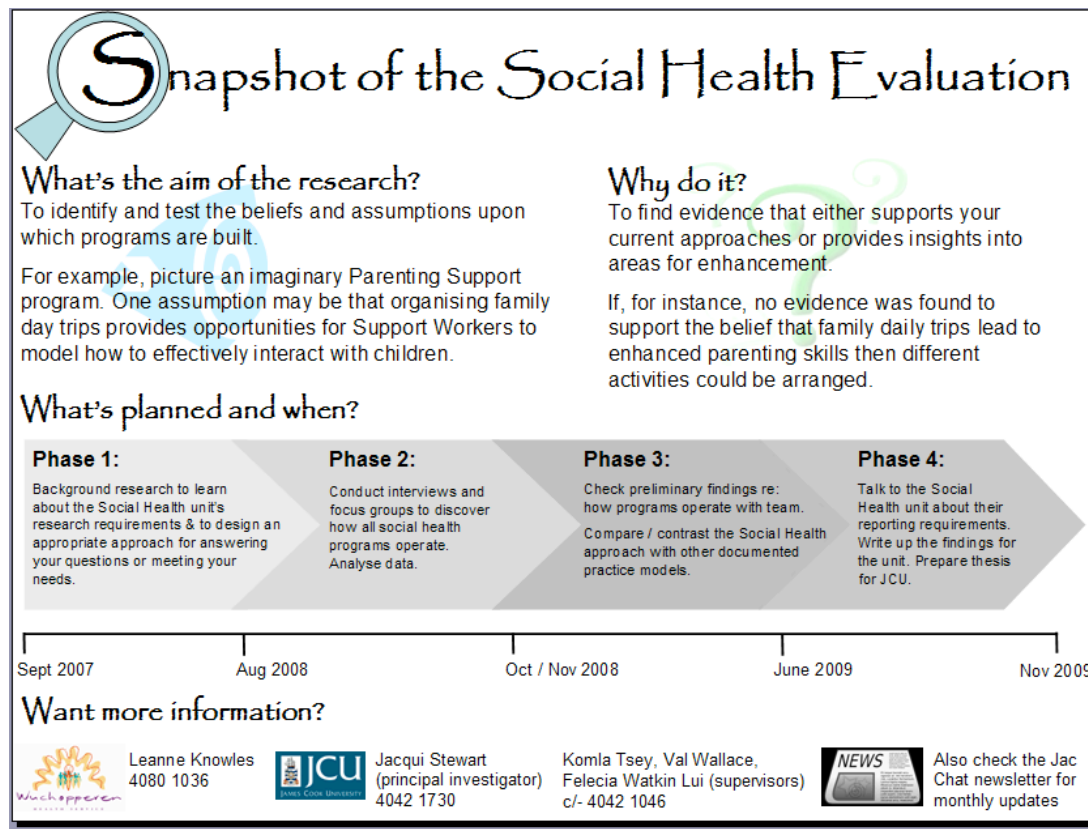 Snapshot of the Social Health Evaluation
What's the aim of the research?
To identify and test the beliefs and assumptions upon
which programs are built.
For example, picture an imaginary Parenting Support
program. One assumption may be that organising family
day trips provides opportunities for Support Workers to
model how to effectively interact with children.
Why do it?
To find evidence that either supports your
current approaches or provides insights into
areas for enhancement.
If, for instance, no evidence was found to
support the belief that family daily trips lead to
enhanced parenting skills then different
activities could be arranged.
What's planned and when?
Phase 1:
Background research to learn
about the Social Health unit's
research requirements & to design an
appropriate approach for answering
your questions or meeting your
needs.
Phase 2:
Conduct interviews and
focus groups to discover
how all social health
programs operate.
Analyse data.
Phase 3:
Check preliminary findings re:
how programs operate with team.
Compare / contrast the Social Health
approach with other documented
practice models.
Phase 4:
Talk to the Social
Health unit about their
reporting requirements.
Write up the findings for
the unit. Prepare thesis
for JCU.
Sept 2007
Aug 2008
Oct / Nov 2008
June 2009
Nov 2009
Want more information?
Wuchopperen
HEALTH SERVICE
Leanne Knowles
4080 1036
JCU
JAMES COOK UNIVERSITY
Jacqui Stewart
(principal investigator)
4042 1730
Komla Tsey, Val Wallace,
Felecia Watkin Lui (supervisors)
c/- 4042 1046
NEWS
Also check the Jac
Chat newsletter for
monthly updates